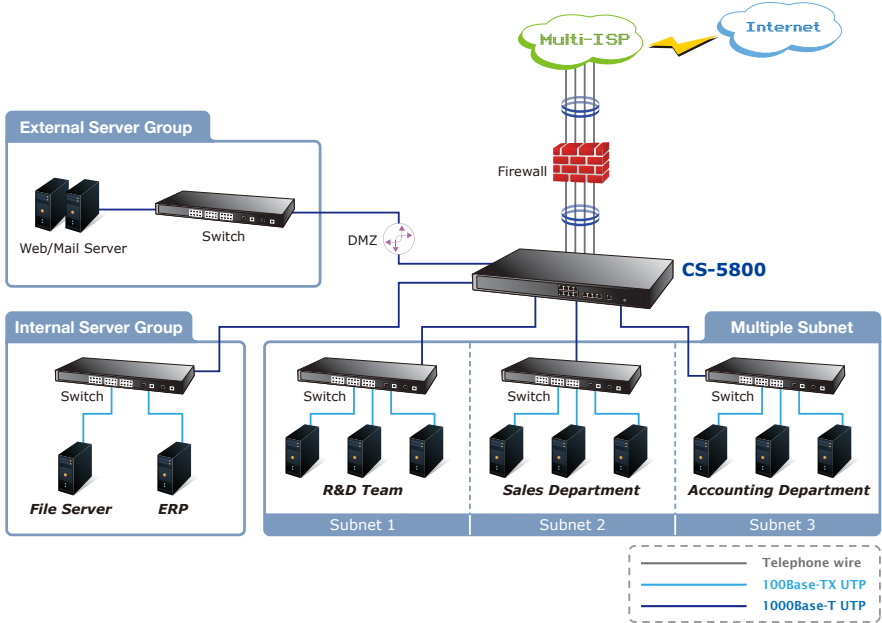 Multi-ISP
Internet
External Server Group
Firewall
Web/Mail Server
Switch
DMZ
CS-5800
Internal Server Group
Multiple Subnet
Switch
Switch
Switch
Switch
File Server
ERP
R&D Team
Sales Department
Accounting Department
Subnet 1
Subnet 2
Subnet 3
Telephone wire
100Base-TX UTP
1000Base-T UTP